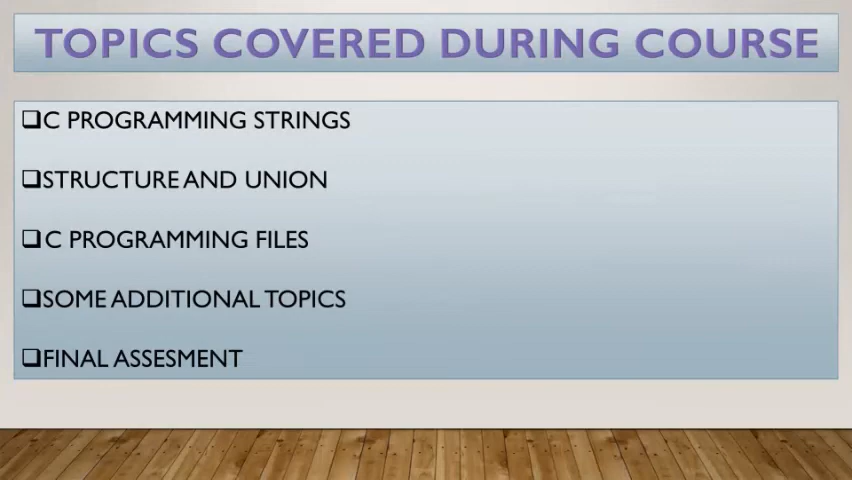 TOPICS COVERED DURING COURSE
❑C PROGRAMMING STRINGS
❑STRUCTURE AND UNION
❑C PROGRAMMING FILES
❑SOME ADDITIONAL TOPICS
❑FINAL ASSESMENT